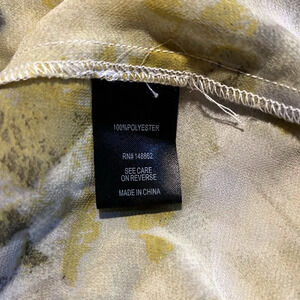 100%POLYESTER
RN# 148862
SEE CARE
ON REVERSE
MADE IN CHINA